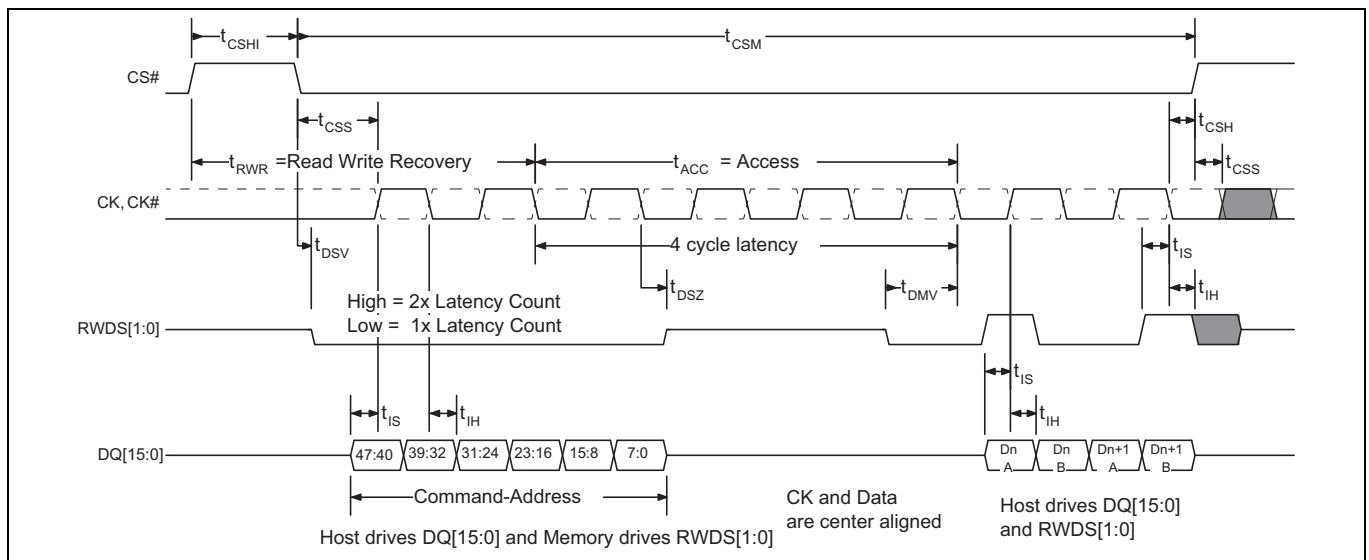 tCSHI
tCSM
CS#
tCSS
tCSH
tRWR =Read Write Recovery
tACC = Access
tCSS
CK, CK#
tDSV
4 cycle latency
tIS
High = 2x Latency Count
Low = 1x Latency Count
tDSZ
tDMV
tIH
RWDS[1:0]
tIS
tIH
tIS
tIH
DQ[15:0]
47:40 39:32 31:24 23:16 15:8 7:0
Dn A
Dn B
Dn+1 A
Dn+1 B
Command-Address
CK and Data
are center aligned
Host drives DQ[15:0]
and RWDS[1:0]
Host drives DQ[15:0] and Memory drives RWDS[1:0]